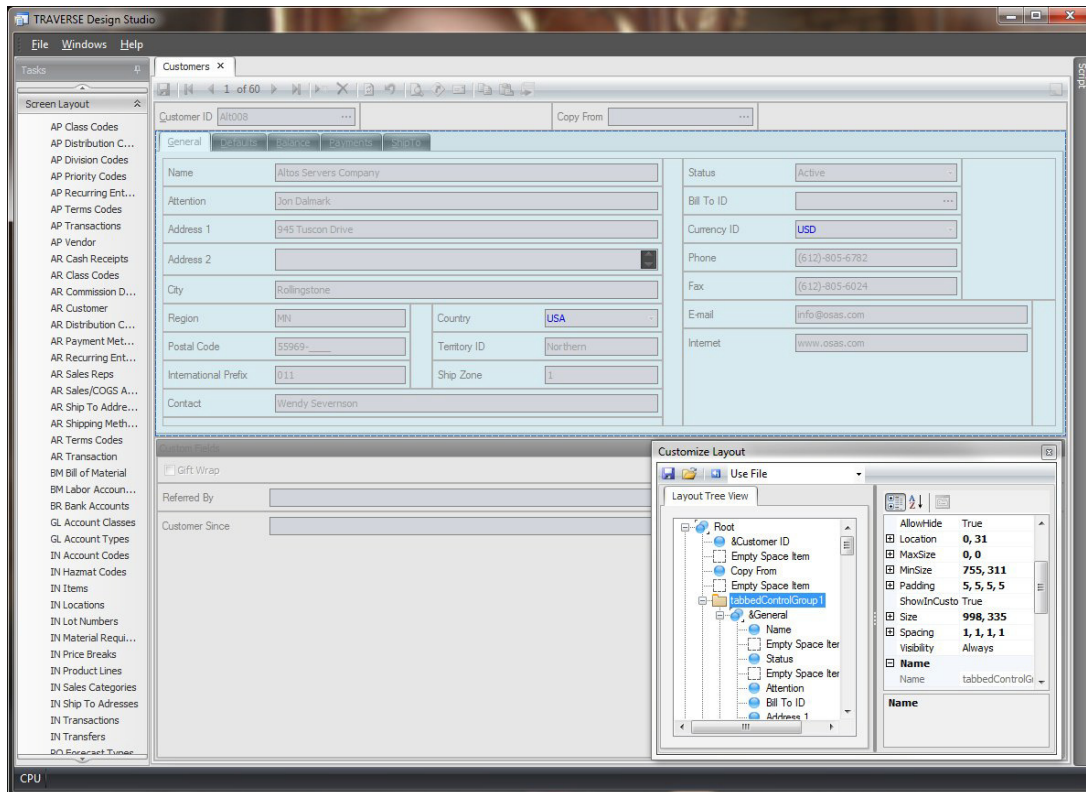 TRAVERSE Design Studio
File Windows Help
Tasks
Customers
Script
1 of 60
Screen Layout
Customer ID Alt008 Copy From
AP Class Codes
AP Distribution C...
AP Division Codes
AP Priority Codes
AP Recurring Ent...
AP Terms Codes
AP Transactions
AP Vendor
AR Cash Receipts
AR Class Codes
AR Commission D...
AR Customer
AR Distribution C...
AR Payment Met...
AR Recurring Ent...
AR Sales Reps
AR Sales/COGS A...
AR Ship To Addre...
AR Shipping Meth...
AR Terms Codes
AR Transaction
BM Bill of Material
BM Labor Accoun...
BR Bank Accounts
GL Account Classes
GL Account Types
IN Account Codes
IN Hazmat Codes
IN Items
IN Locations
IN Lot Numbers
IN Material Requi...
IN Price Breaks
IN Product Lines
IN Sales Categories
IN Ship To Adresses
IN Transactions
IN Transfers
PO Forecast Types
General Defaults Balance Payments ShipTo
Name Altos Servers Company Status Active
Attention Jon Dalmark Bill To ID
Address 1 945 Tuscon Drive Currency ID USD
Address 2 Phone (612)-805-6782
City Rollingstone Fax (612)-805-6024
Region MN Country USA E-mail info@osas.com
Postal Code 55969-____ Territory ID Northern Internet www.osas.com
International Prefix 011 Ship Zone 1
Contact Wendy Severnson
Custom Fields
Gift Wrap
Referred By
Customer Since
Customize Layout
Use File
Layout Tree View
Root
&Customer ID
Empty Space Item
Copy From
Empty Space Item
tabbedControlGroup1
&General
Name
Empty Space Iter
Status
Empty Space Iter
Attention
Bill To ID
Address 1
AllowHide True
Location 0, 31
MaxSize 0, 0
MinSize 755, 311
Padding 5, 5, 5, 5
ShowInCusto True
Size 998, 335
Spacing 1, 1, 1, 1
Visibility Always
Name
Name tabbedControlGr
Name
CPU